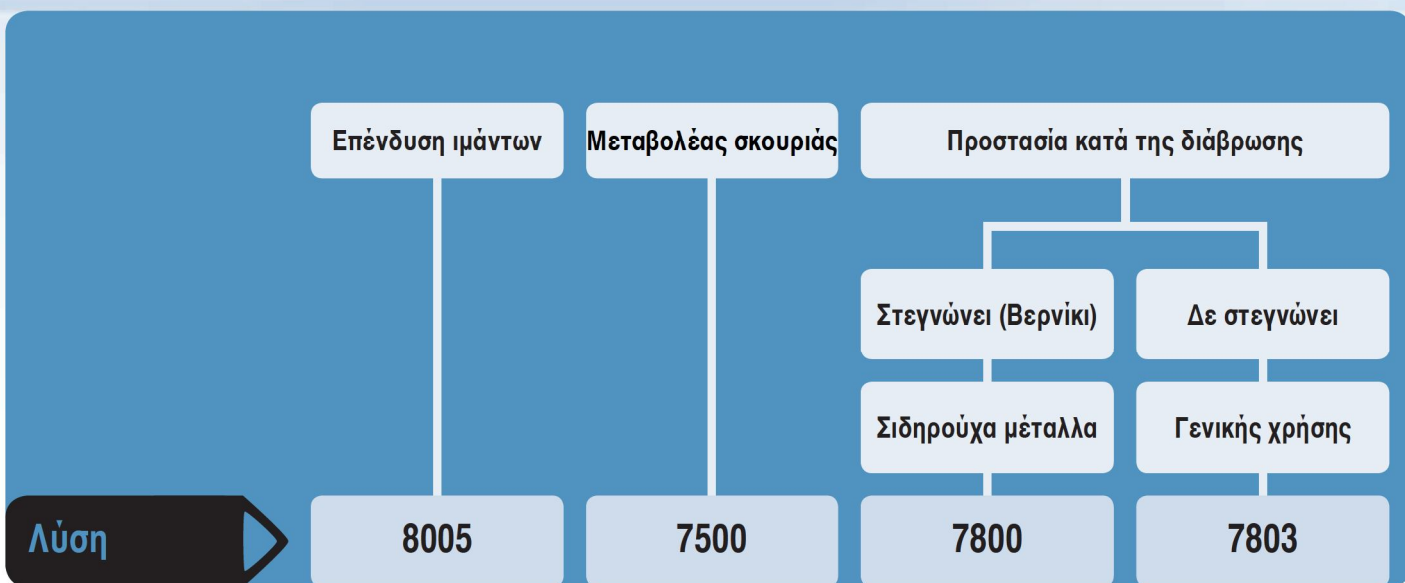 Επένδυση ιμάντων
Μεταβολέας σκουριάς
Προστασία κατά της διάβρωσης
Στεγνώνει (Βερνίκι)
Δε στεγνώνει
Σιδηρούχα μέταλλα
Γενικής χρήσης
Λύση
8005
7500
7800
7803